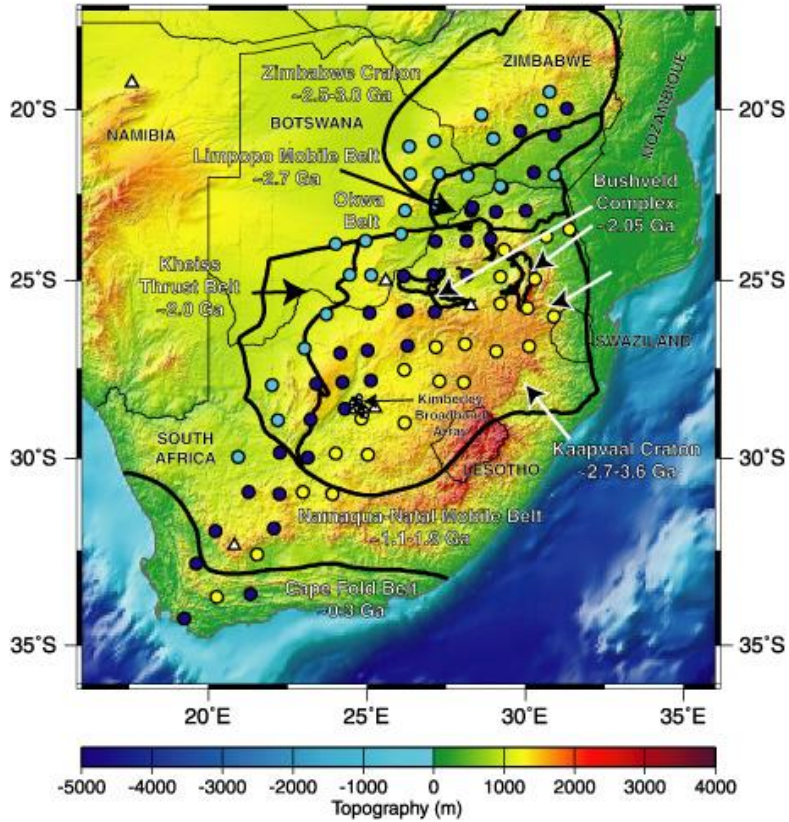 ZIMBABWE
Zimbabwe Craton
~2.5-3.0 Ga
MOZAMBIQUE
20°S
20°S
NAMIBIA
BOTSWANA
Limpopo Mobile Belt
~2.7 Ga
Bushveld
Complex
~2.05 Ga
Okwa
Belt
Kheiss
Thrust Belt
~2.0 Ga
25°S
25°S
SWAZILAND
Kimberley
Broadband
Array
SOUTH
AFRICA
Kaapvaal Craton
~2.7-3.6 Ga
30°S
30°S
LESOTHO
Namaqua-Natal Mobile Belt
~1.1-1.9 Ga
Cape Fold Belt
~0.3 Ga
35°S
35°S
20°E
25°E
30°E
35°E
-5000 -4000 -3000 -2000 -1000 0 1000 2000 3000 4000
Topography (m)